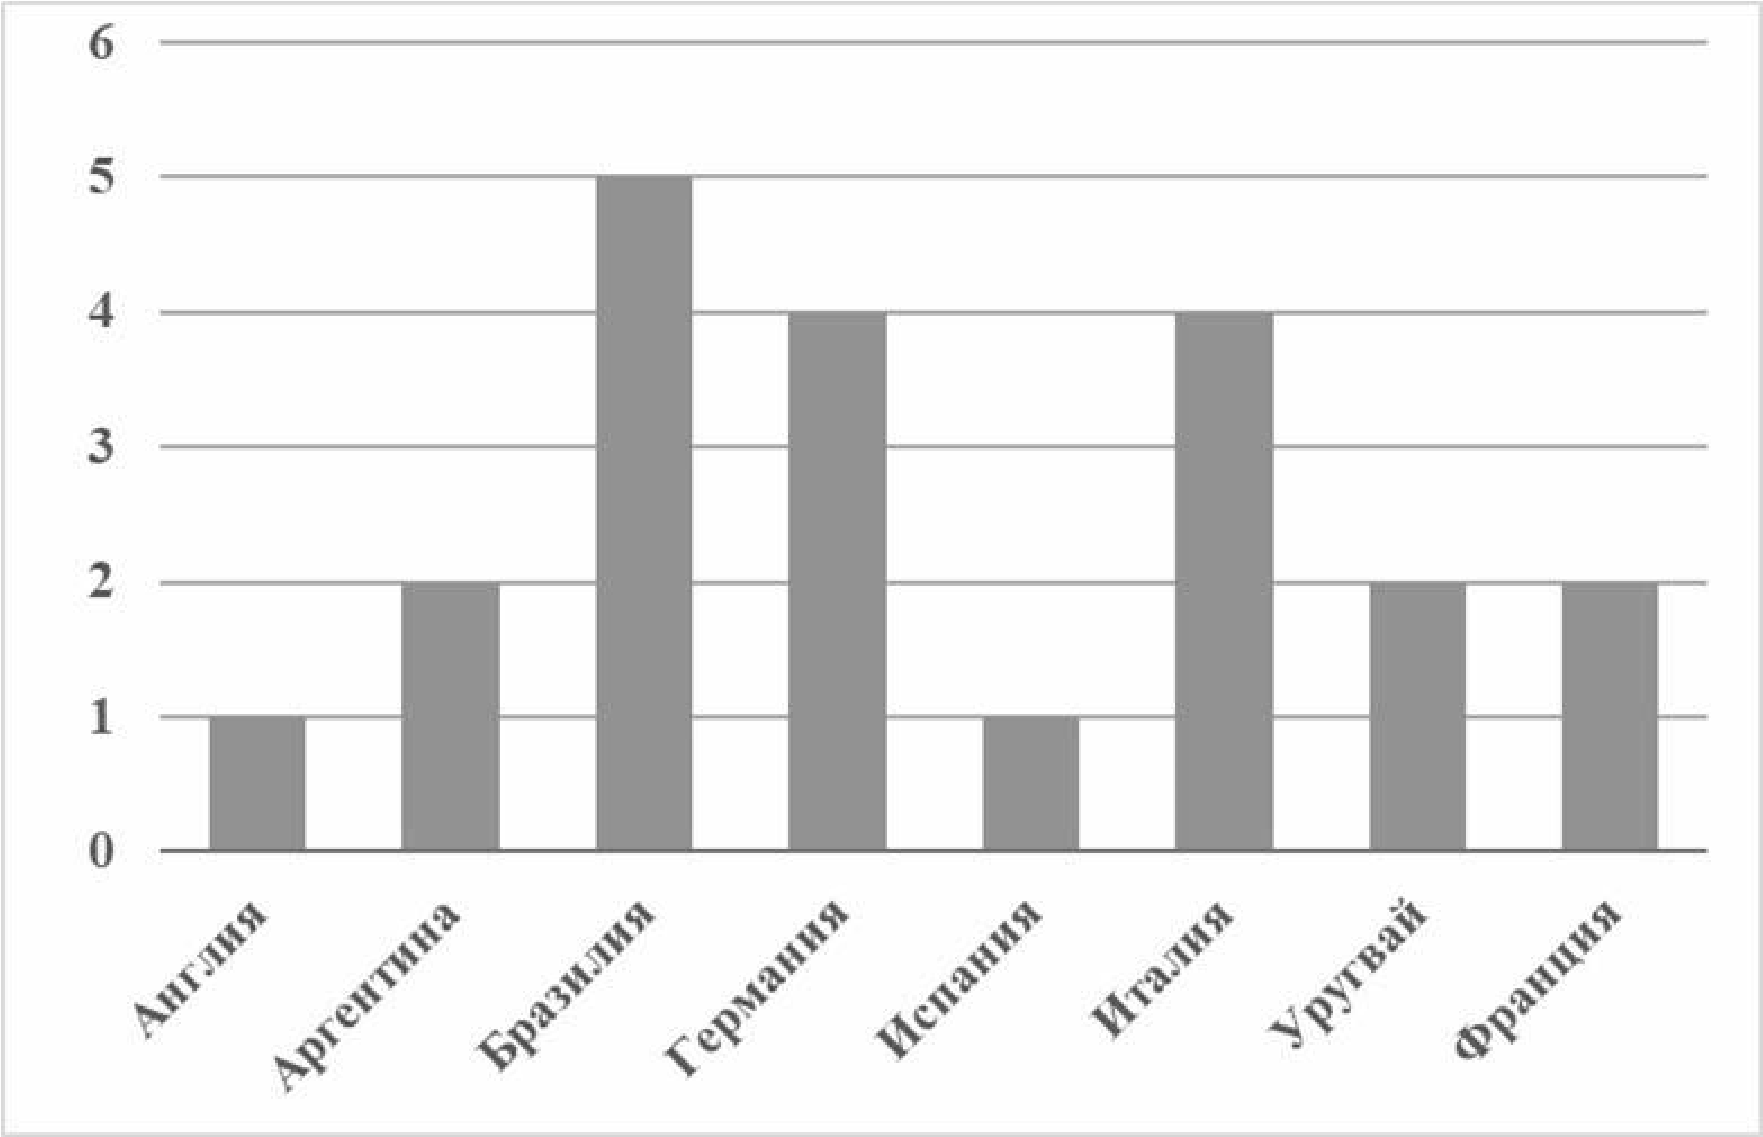 6
5
4
3
2
1
0
Англия
Аргентина
Бразилия
Германия
Испания
Италия
Уругвай
Франция